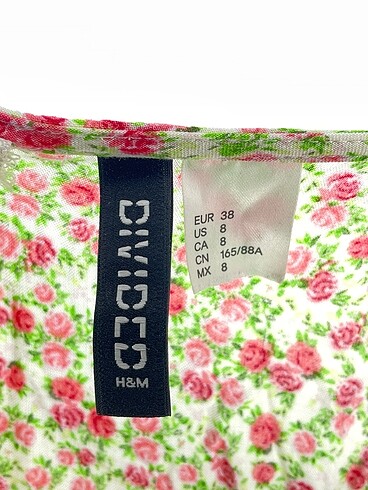 DIVIDED
H&M
EUR 38
US 8
CA 8
CN 165/88A
MX 8